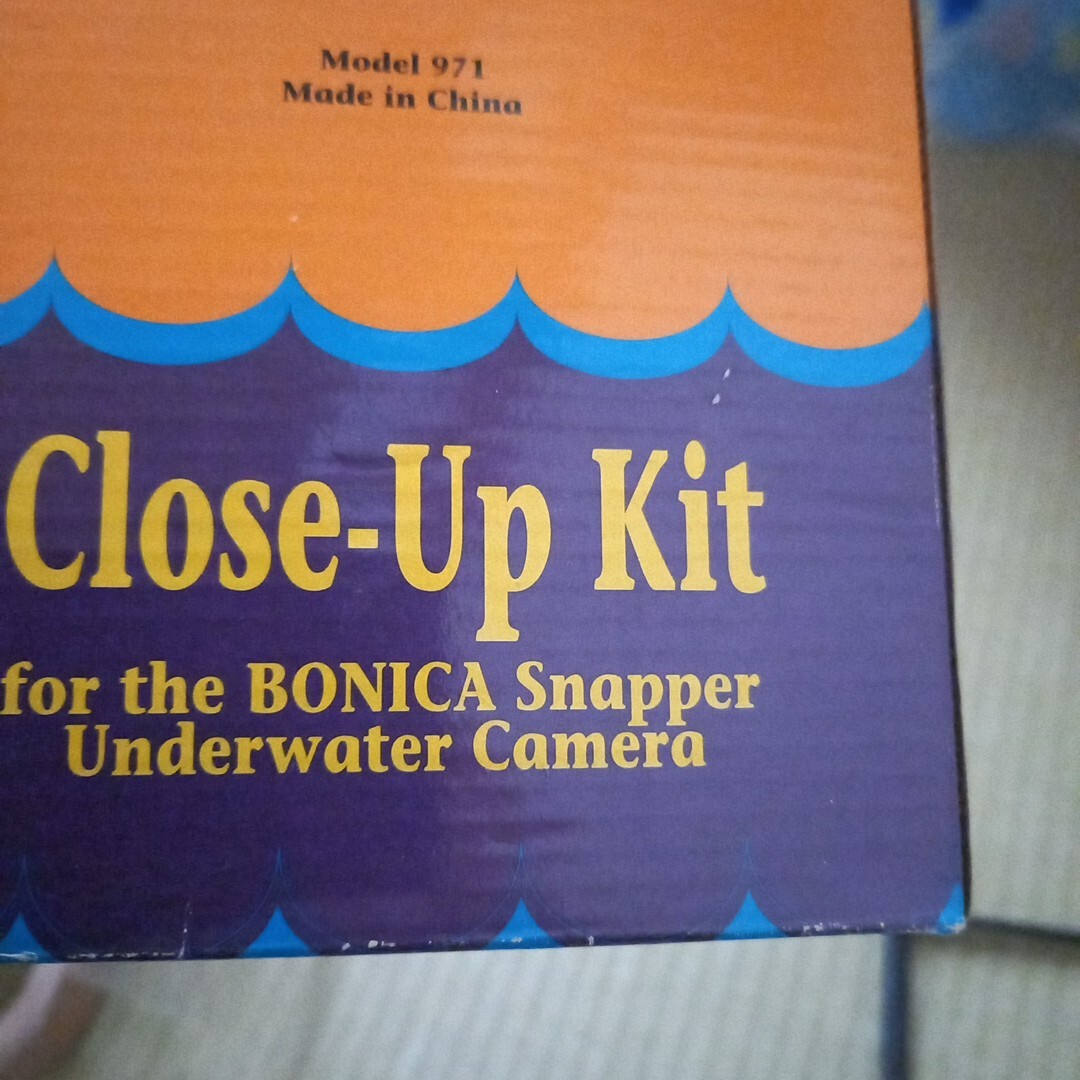 Model 971
Made in China
Close-Up Kit
for the BONICA Snapper
Underwater Camera